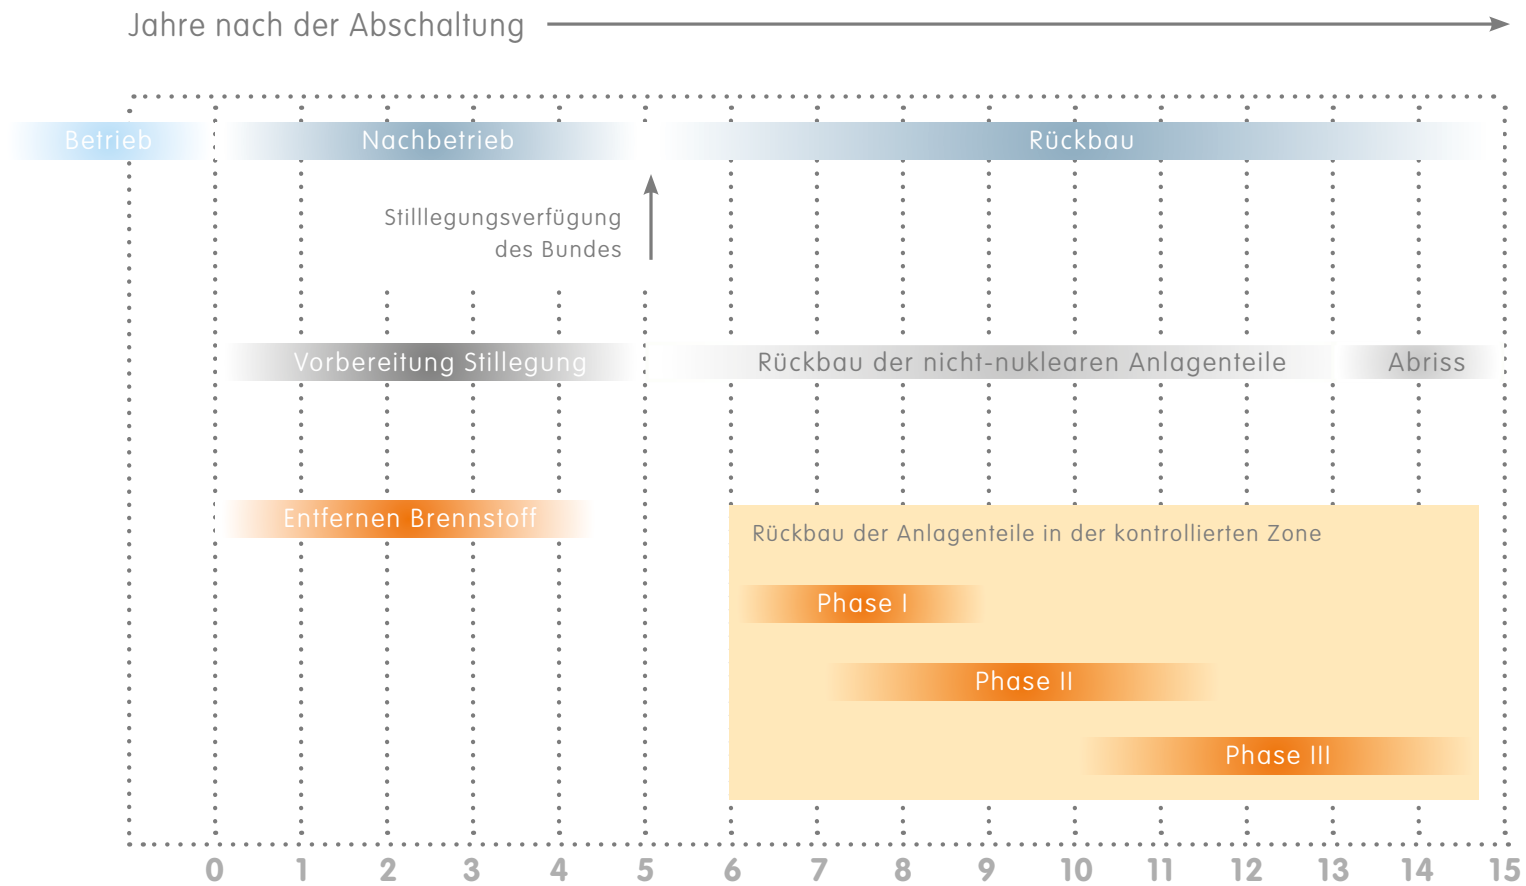 Jahre nach der Abschaltung
Betrieb
Nachbetrieb
Rückbau
Stilllegungsverfügung
des Bundes
Vorbereitung Stillegung
Rückbau der nicht-nuklearen Anlagenteile
Abriss
Entfernen Brennstoff
Rückbau der Anlagenteile in der kontrollierten Zone
Phase I
Phase II
Phase III
0 1 2 3 4 5 6 7 8 9 10 11 12 13 14 15